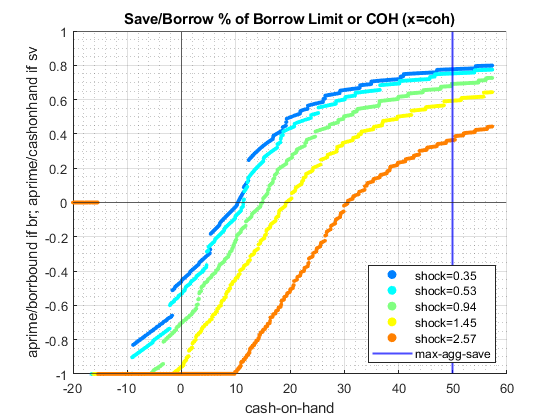 Save/Borrow % of Borrow Limit or COH (x=coh)
aprime/borrbound if br; aprime/cashonhand if sv
1
0.8
0.6
0.4
0.2
0
-0.2
-0.4
-0.6
-0.8
-1
-20
-10
0
10
20
30
40
50
60
cash-on-hand
shock=0.35
shock=0.53
shock=0.94
shock=1.45
shock=2.57
max-agg-save